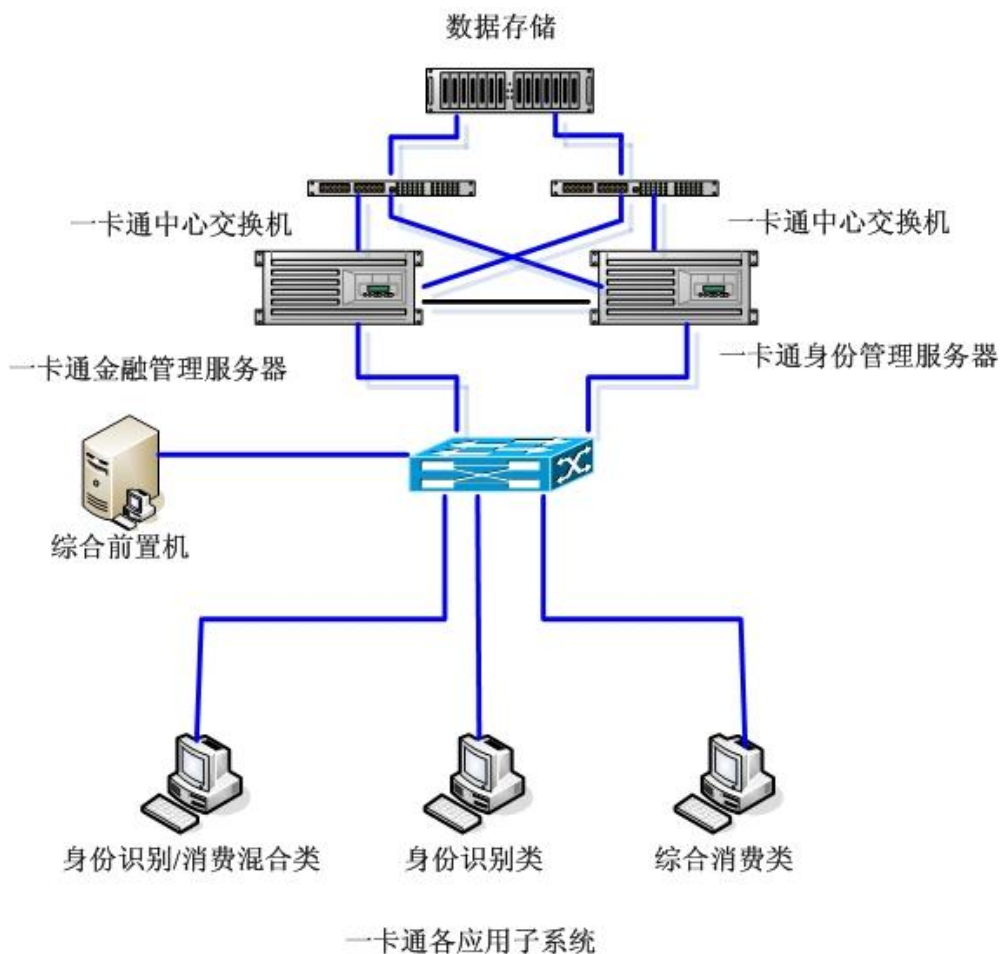 数据存储
一卡通中心交换机
一卡通中心交换机
一卡通金融管理服务器
一卡通身份管理服务器
综合前置机
身份识别/消费混合类
身份识别类
综合消费类
一卡通各应用子系统